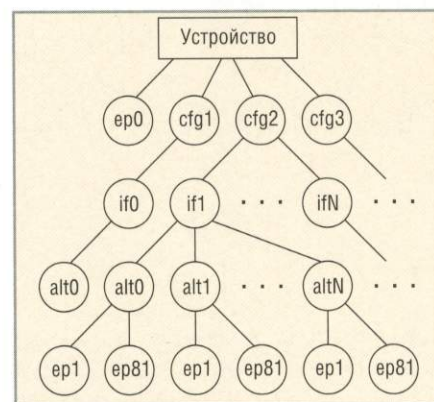 Устройство
ep0 cfg1 cfg2 cfg3
if0 if1 · · · ifN · · ·
alt0 alt0 alt1 · · · altN · · ·
ep1 ep81 ep1 ep81 ep1 ep81